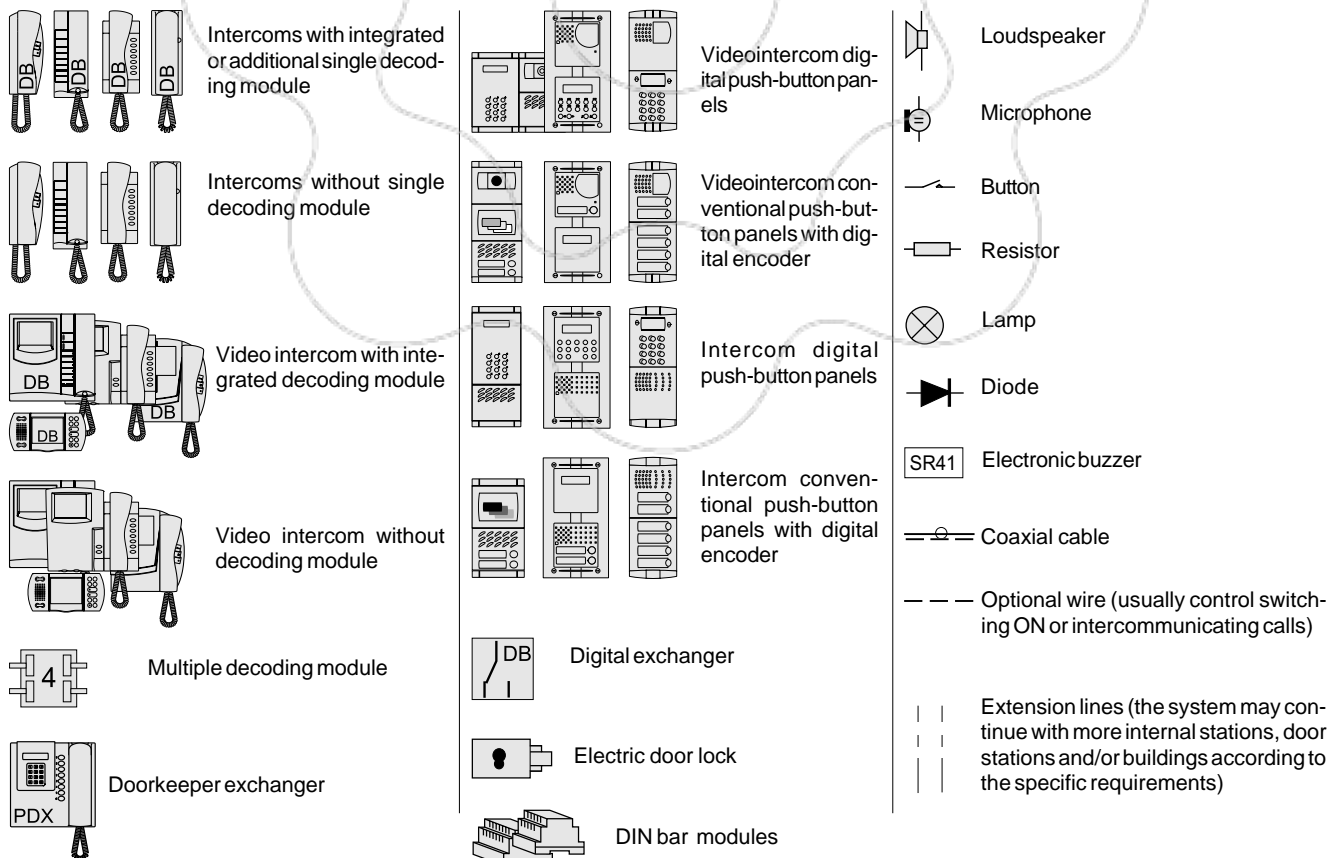 DB
DB
DB
DB
Intercoms with integrated
or additional single decod-
ing module
Intercoms without single
decoding module
DB
DB
DB
Video intercom with inte-
grated decoding module
Video intercom without
decoding module
4
Multiple decoding module
PDX
Doorkeeper exchanger
Videointercom dig-
ital push-button pan-
els
Videointercom con-
ventional push-but-
ton panels with dig-
ital encoder
Intercom digital
push-button panels
Intercom conven-
tional push-button
panels with digital
encoder
DB
Digital exchanger
Electric door lock
DIN bar modules
Loudspeaker
Microphone
Button
Resistor
Lamp
Diode
SR41
Electronic buzzer
Coaxial cable
Optional wire (usually control switch-
ing ON or intercommunicating calls)
Extension lines (the system may con-
tinue with more internal stations, door
stations and/or buildings according to
the specific requirements)